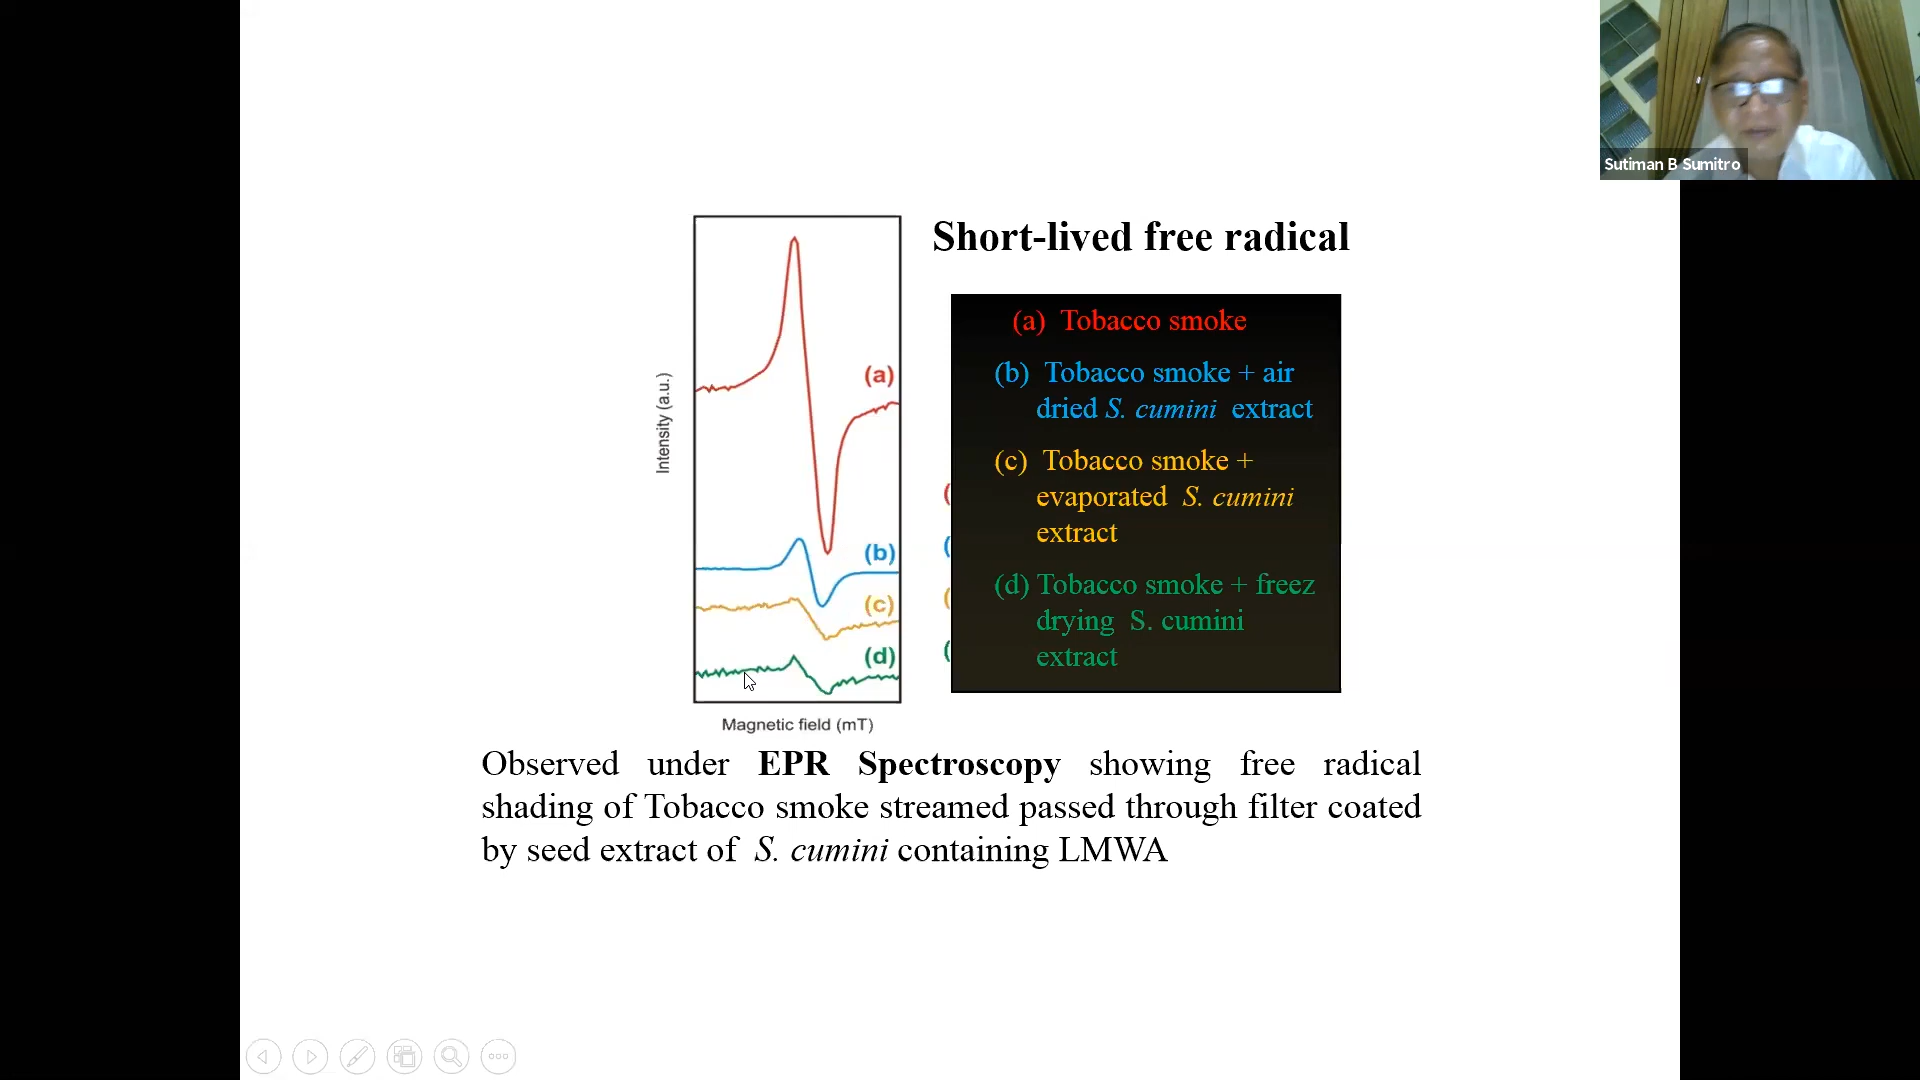 Sutiman B Sumitro
Short-lived free radical
(a) Tobacco smoke
(b) Tobacco smoke + air
dried S. cumini extract
(c) Tobacco smoke +
evaporated S. cumini
extract
(d) Tobacco smoke + freez
drying S. cumini
extract
Intensity (a.u.)
(a)
(b)
(c)
(d)
Magnetic field (mT)
Observed under EPR Spectroscopy showing free radical
shading of Tobacco smoke streamed passed through filter coated
by seed extract of S. cumini containing LMWA